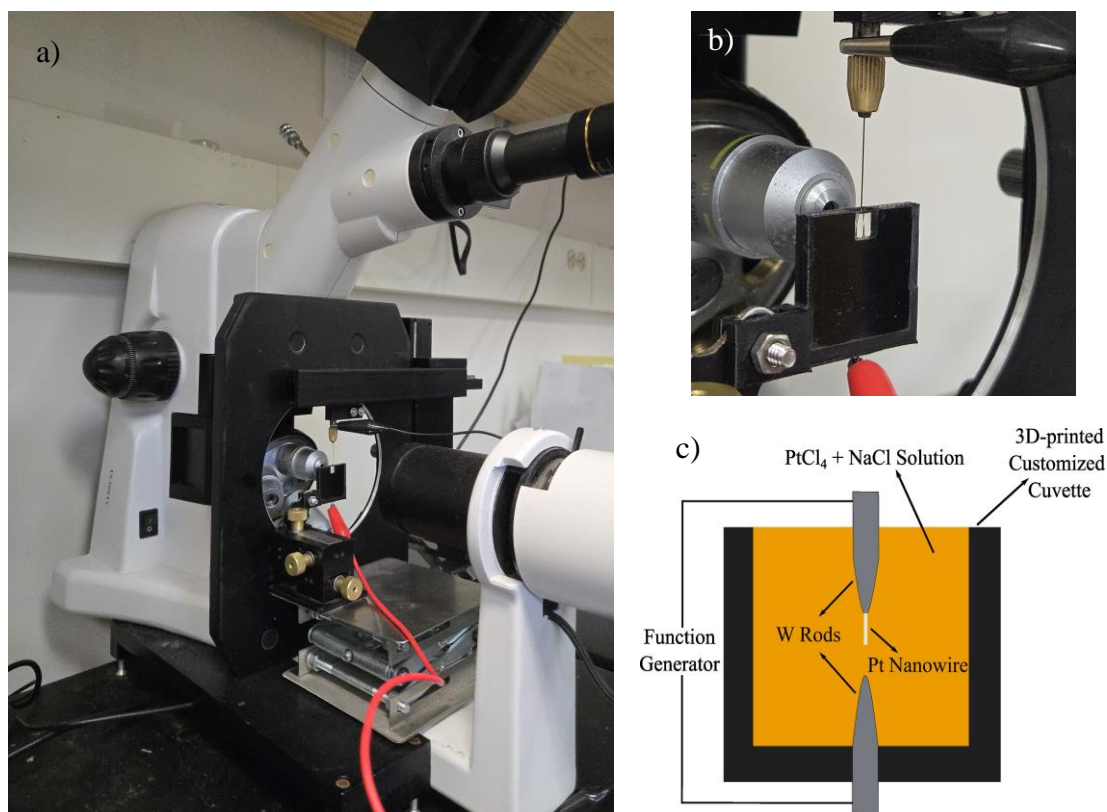 a)
b)
c)
PtCl₄ + NaCl Solution
3D-printed
Customized
Cuvette
Function
Generator
W Rods
Pt Nanowire